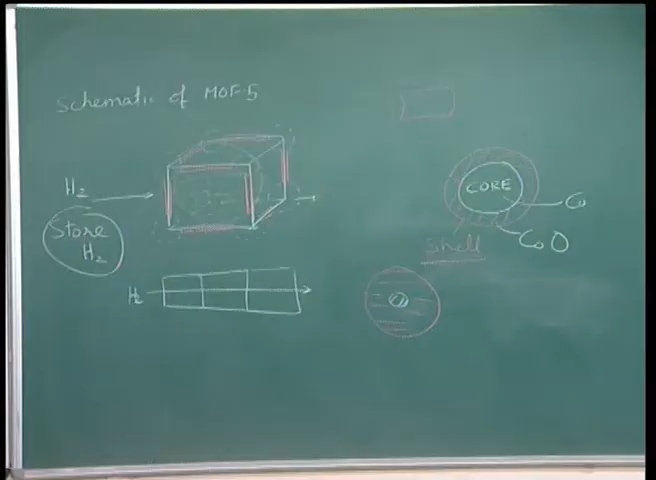 Schematic of MOF-5
H₂
Store
H₂
H₂
CORE
Co
CoO
Shell